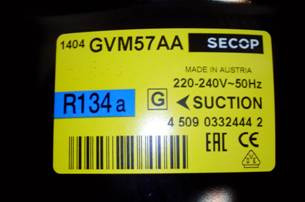 1404 GVM57AA SECOP
MADE IN AUSTRIA
220-240V~50Hz
R134a G SUCTION
4 509 0332444 2
EAC CE